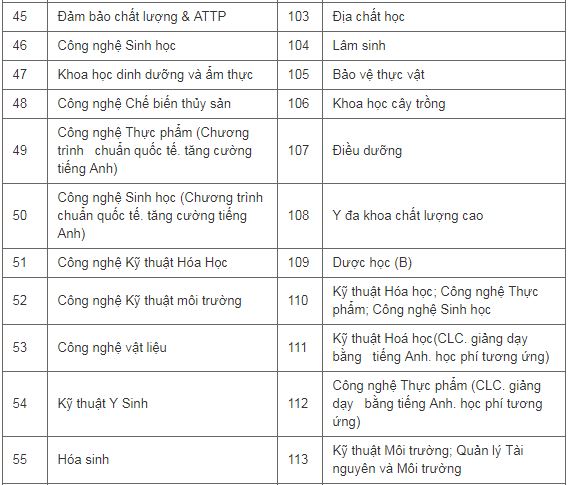 45 Đảm bảo chất lượng & ATTP 103 Địa chất học
46 Công nghệ Sinh học 104 Lâm sinh
47 Khoa học dinh dưỡng và ẩm thực 105 Bảo vệ thực vật
48 Công nghệ Chế biến thủy sản 106 Khoa học cây trồng
49 Công nghệ Thực phẩm (Chương
trình chuẩn quốc tế. tăng cường
tiếng Anh)
107 Điều dưỡng
50 Công nghệ Sinh học (Chương trình
chuẩn quốc tế. tăng cường tiếng
Anh)
108 Y đa khoa chất lượng cao
51 Công nghệ Kỹ thuật Hóa Học 109 Dược học (B)
52 Công nghệ Kỹ thuật môi trường 110 Kỹ thuật Hóa học; Công nghệ Thực
phẩm; Công nghệ Sinh học
53 Công nghệ vật liệu 111 Kỹ thuật Hoá học(CLC. giảng dạy
bằng tiếng Anh. học phí tương ứng)
54 Kỹ thuật Y Sinh 112 Công nghệ Thực phẩm (CLC. giảng
dạy bằng tiếng Anh. học phí tương
ứng)
55 Hóa sinh 113 Kỹ thuật Môi trường; Quản lý Tài
nguyên và Môi trường